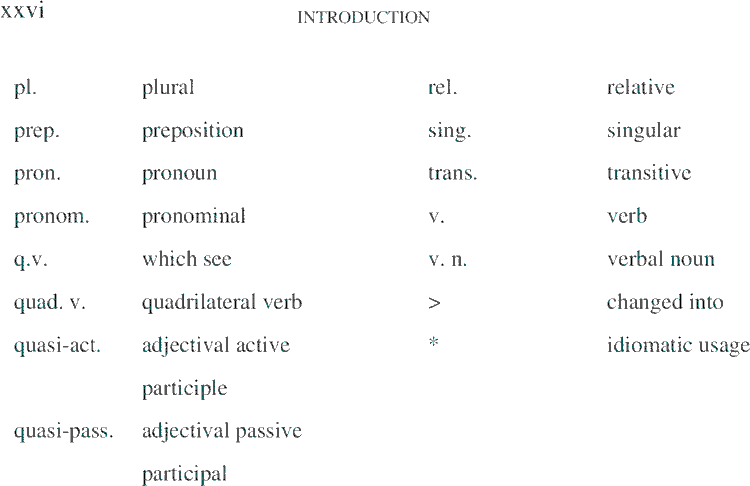 xxvi INTRODUCTION
pl. plural rel. relative
prep. preposition sing. singular
pron. pronoun trans. transitive
pronom. pronominal v. verb
q.v. which see v. n. verbal noun
quad. v. quadrilateral verb > changed into
quasi-act. adjectival active * idiomatic usage
participle
quasi-pass. adjectival passive
participal